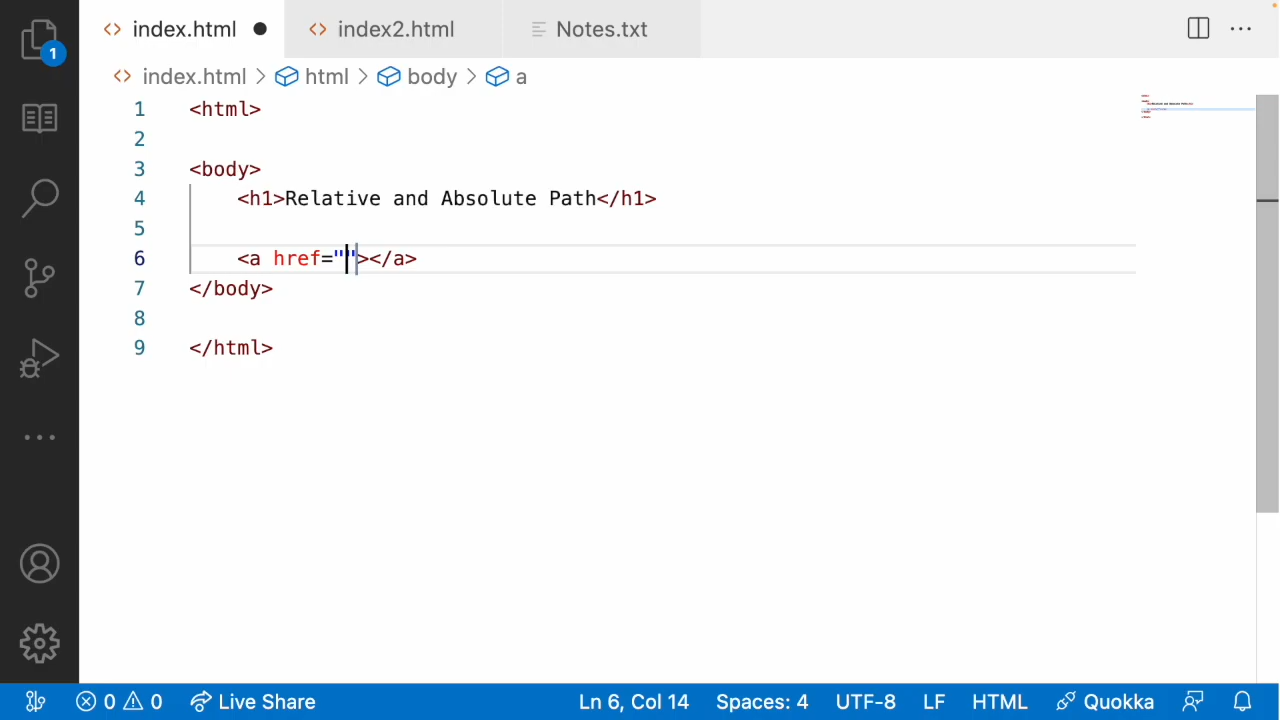 index.html index2.html Notes.txt
1
index.html html body a
1 <html>
2
3 <body>
4 <h1>Relative and Absolute Path</h1>
5
6 <a href=""></a>
7 </body>
8
9 </html>
0 0 Live Share Ln 6, Col 14 Spaces: 4 UTF-8 LF HTML Quokka